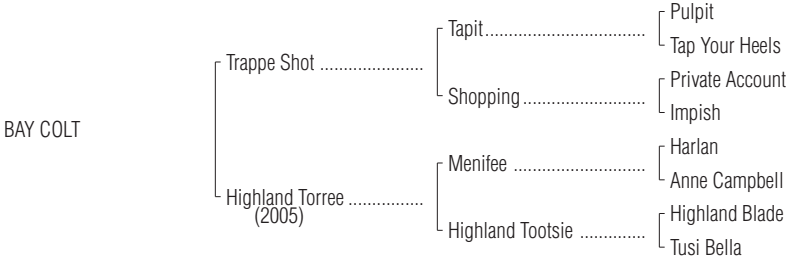 Pulpit
Tapit
Tap Your Heels
Trappe Shot
Private Account
Shopping
Impish
BAY COLT
Harlan
Menifee
Anne Campbell
Highland Torree
(2005)
Highland Blade
Highland Tootsie
Tusi Bella